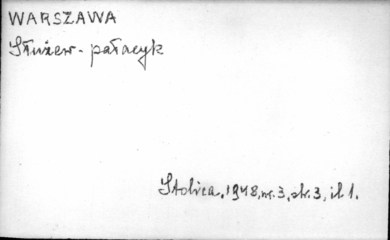 WARSZAWA
Służew - pałacyk
Stolica, 1948, nr. 3, str. 3, il 1.